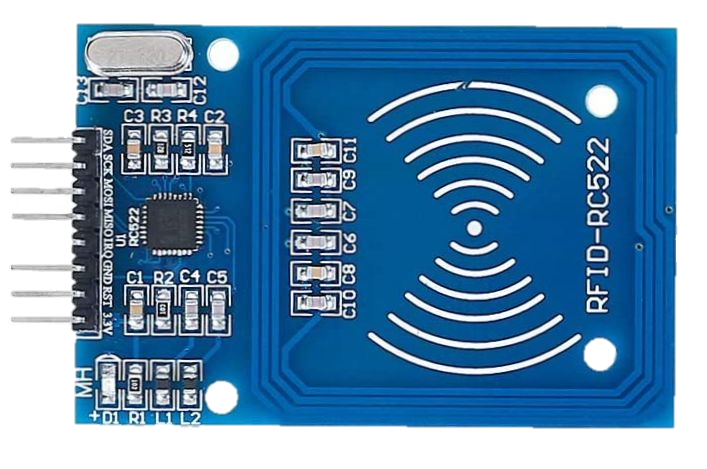 C13
C12
C3 R3 R4 C2
SDA SCK MOSI MISO IRQ GND RST 3.3V
U1
RC522
C1 R2 C4 C5
MH
+D1 R1 L1 L2
C11
C9
C7
C6
C8
C10
RFID-RC522